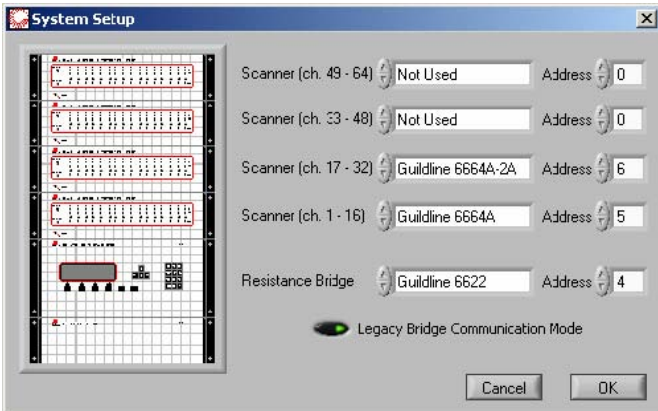 System Setup
Scanner (ch. 49 - 64) Not Used Address 0
Scanner (ch. 33 - 48) Not Used Address 0
Scanner (ch. 17 - 32) Guildline 6664A-2A Address 6
Scanner (ch. 1 - 16) Guildline 6664A Address 5
Resistance Bridge Guildline 6622 Address 4
Legacy Bridge Communication Mode
Cancel OK